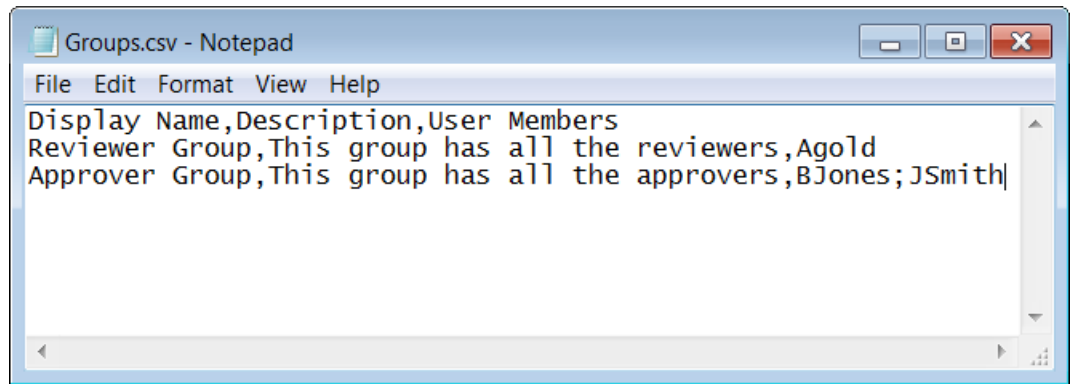 Groups.csv - Notepad
File Edit Format View Help
Display Name,Description,User Members
Reviewer Group,This group has all the reviewers,Agold
Approver Group,This group has all the approvers,BJones;JSmith